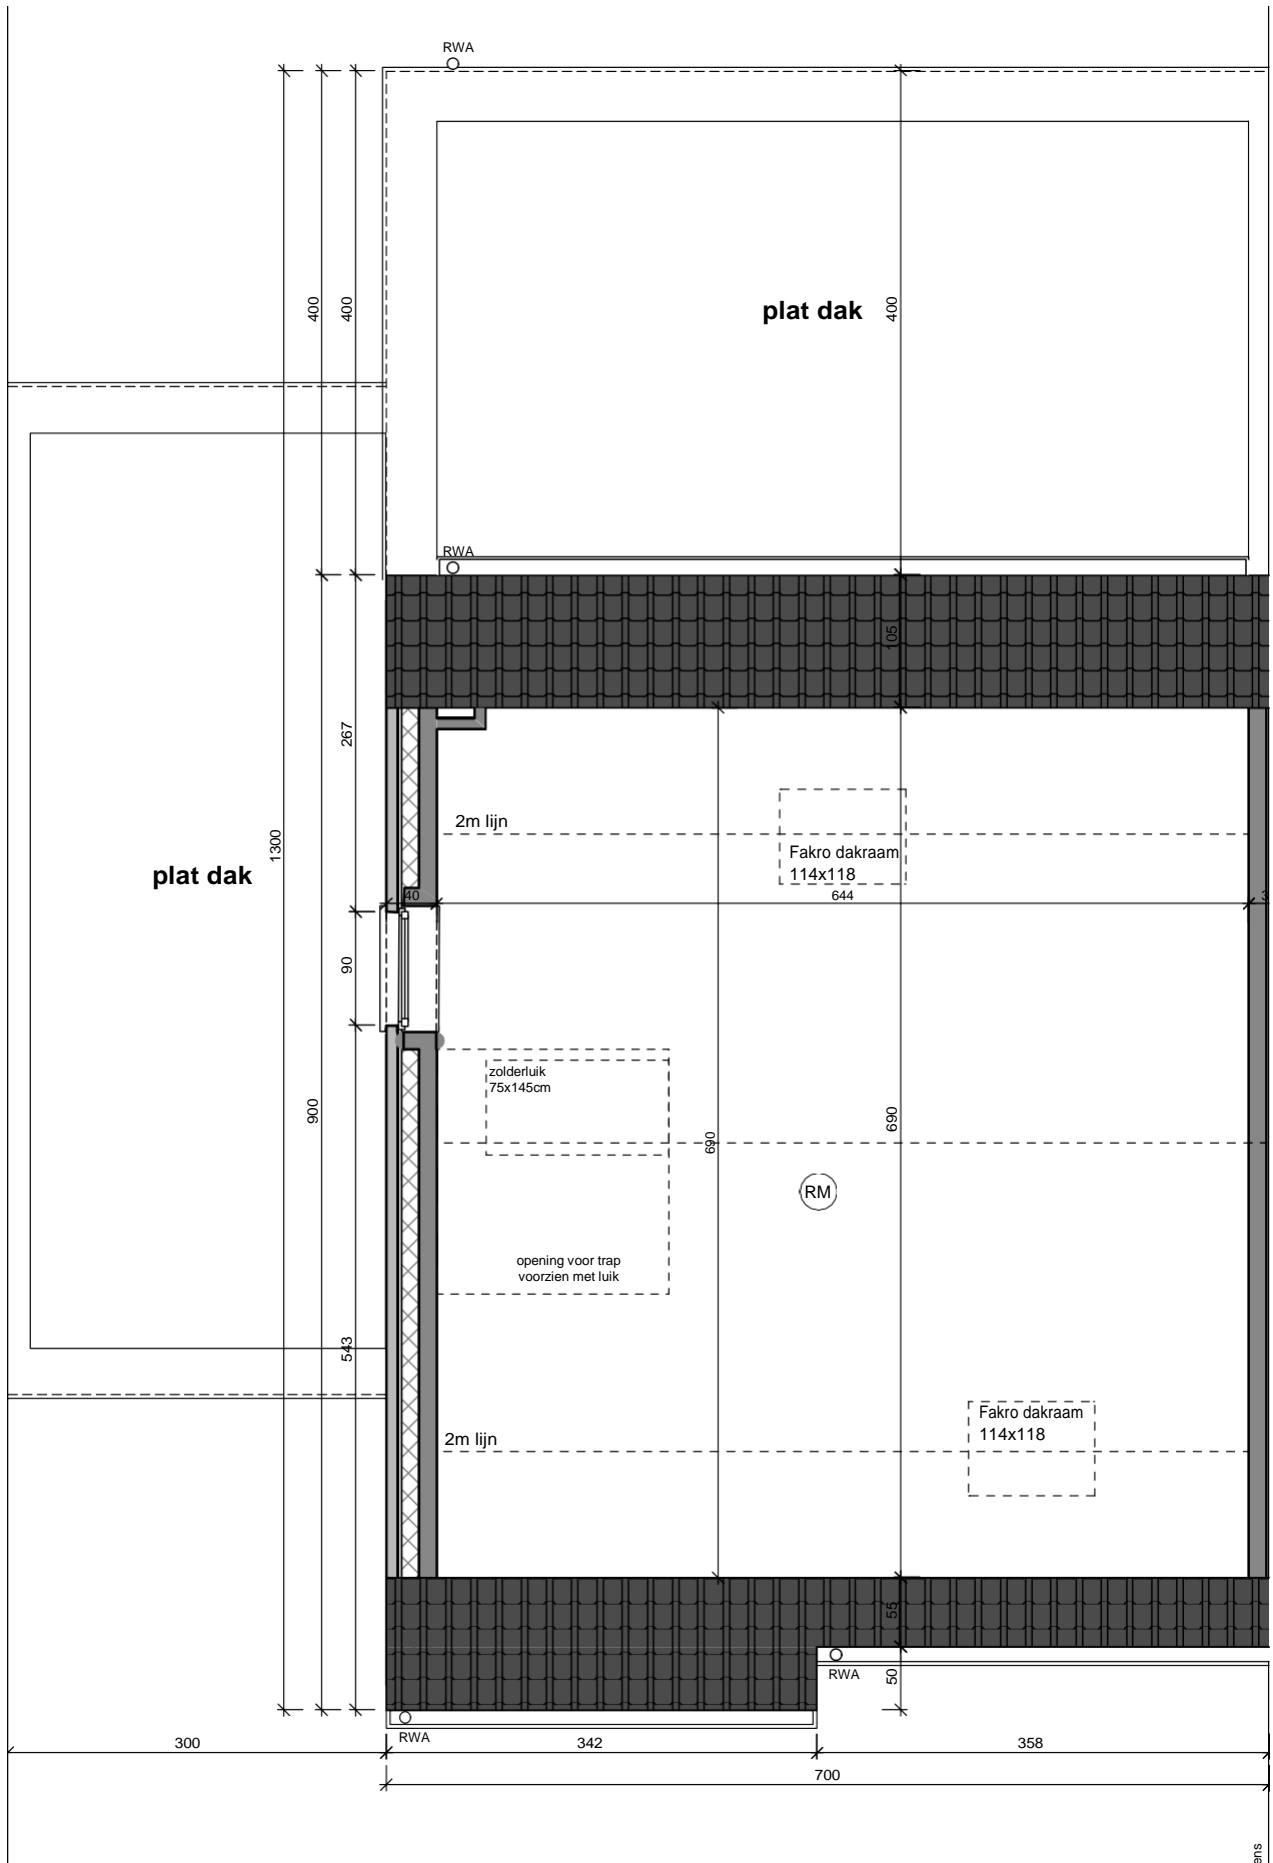 RWA
400
400
400
plat dak
RWA
105
267
2m lijn
Fakro dakraam
114x118
1300
plat dak
40
644
3
90
zolderluik
75x145cm
900
690
690
RM
opening voor trap
voorzien met luik
543
Fakro dakraam
114x118
2m lijn
55
50
RWA
RWA
300
342
358
700
ens